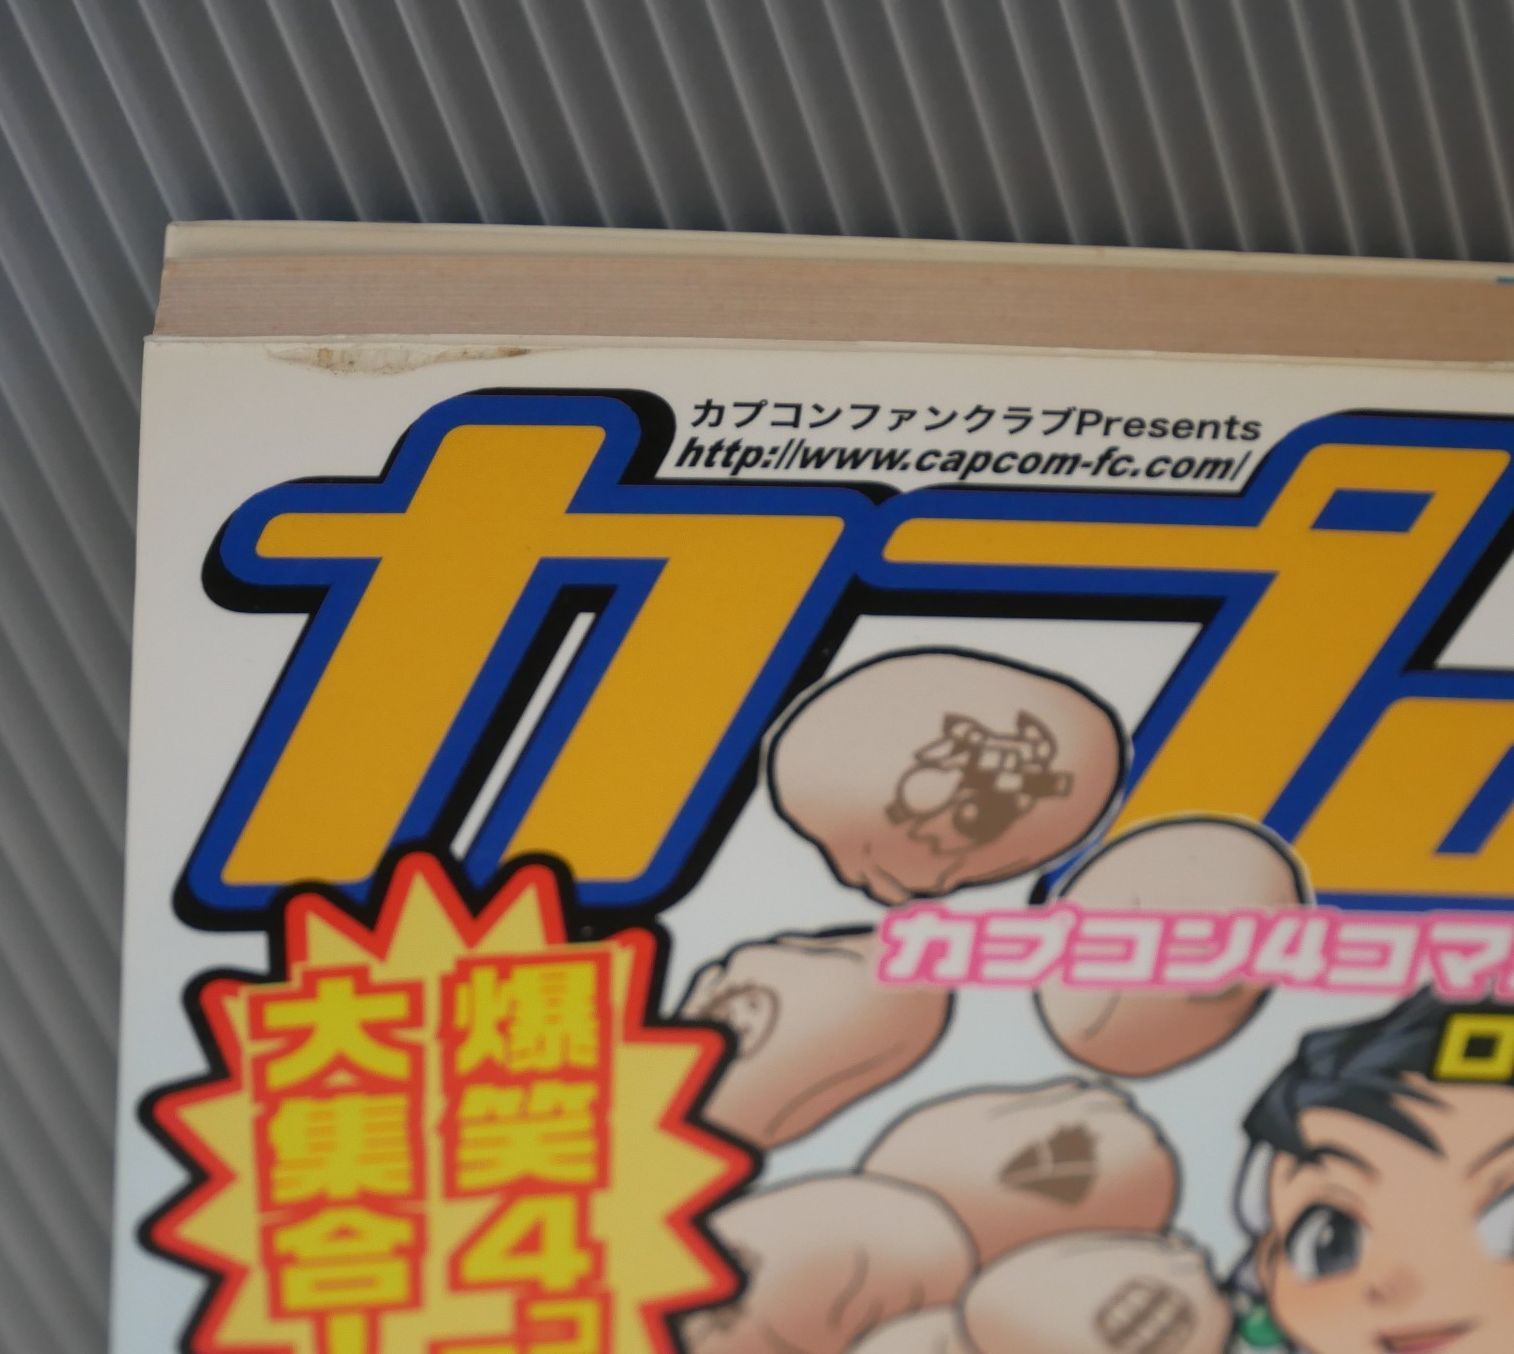 カプコンファンクラブPresents
http://www.capcom-fc.com/
カプ
カプコン4コマ
爆笑4コ
大集合！